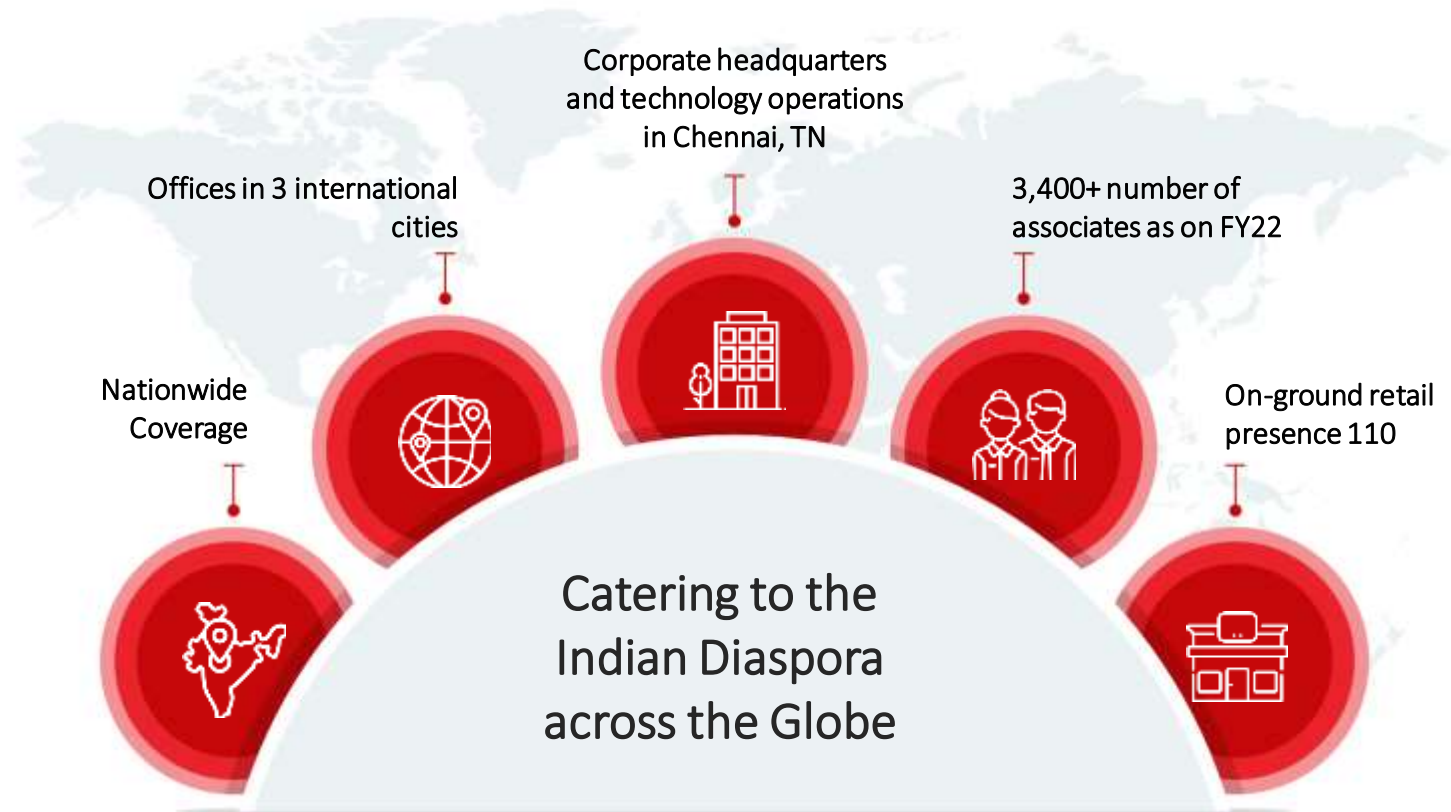 Corporate headquarters
and technology operations
in Chennai, TN
Offices in 3 international
cities
3,400+ number of
associates as on FY22
Nationwide
Coverage
On-ground retail
presence 110
Catering to the
Indian Diaspora
across the Globe